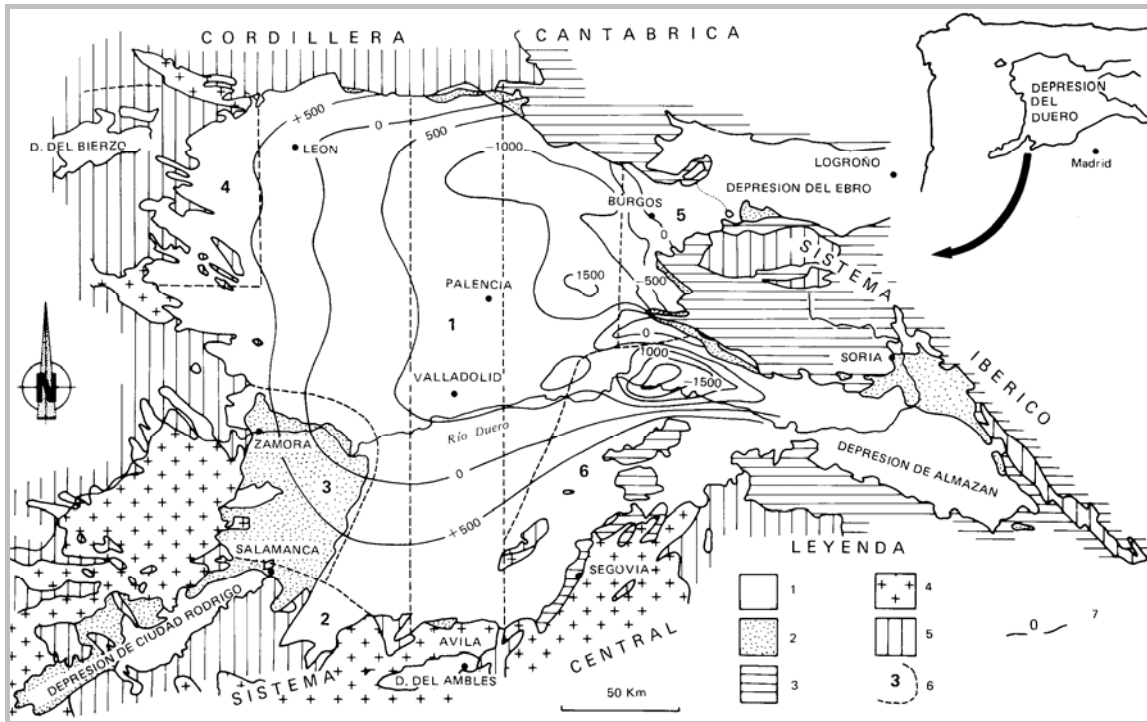 CORDILLERA CANTABRICA
DEPRESION DEL DUERO
Madrid
+500
0
500
-1000
D. DEL BIERZO
LEON
LOGROÑO
4
DEPRESION DEL EBRO
BURGOS
5
0
SISTEMA
1500
-500
PALENCIA
1
0
1000
SORIA
IBERICO
-1500
N
VALLADOLID
Río Duero
ZAMORA
DEPRESION DE ALMAZAN
0
6
3
+500
LEYENDA
SALAMANCA
SEGOVIA
1
4
0
7
2
2
5
AVILA
DEPRESION DE CIUDAD RODRIGO
CENTRAL
SISTEMA
D. DEL AMBLES
50 Km
3
3
6